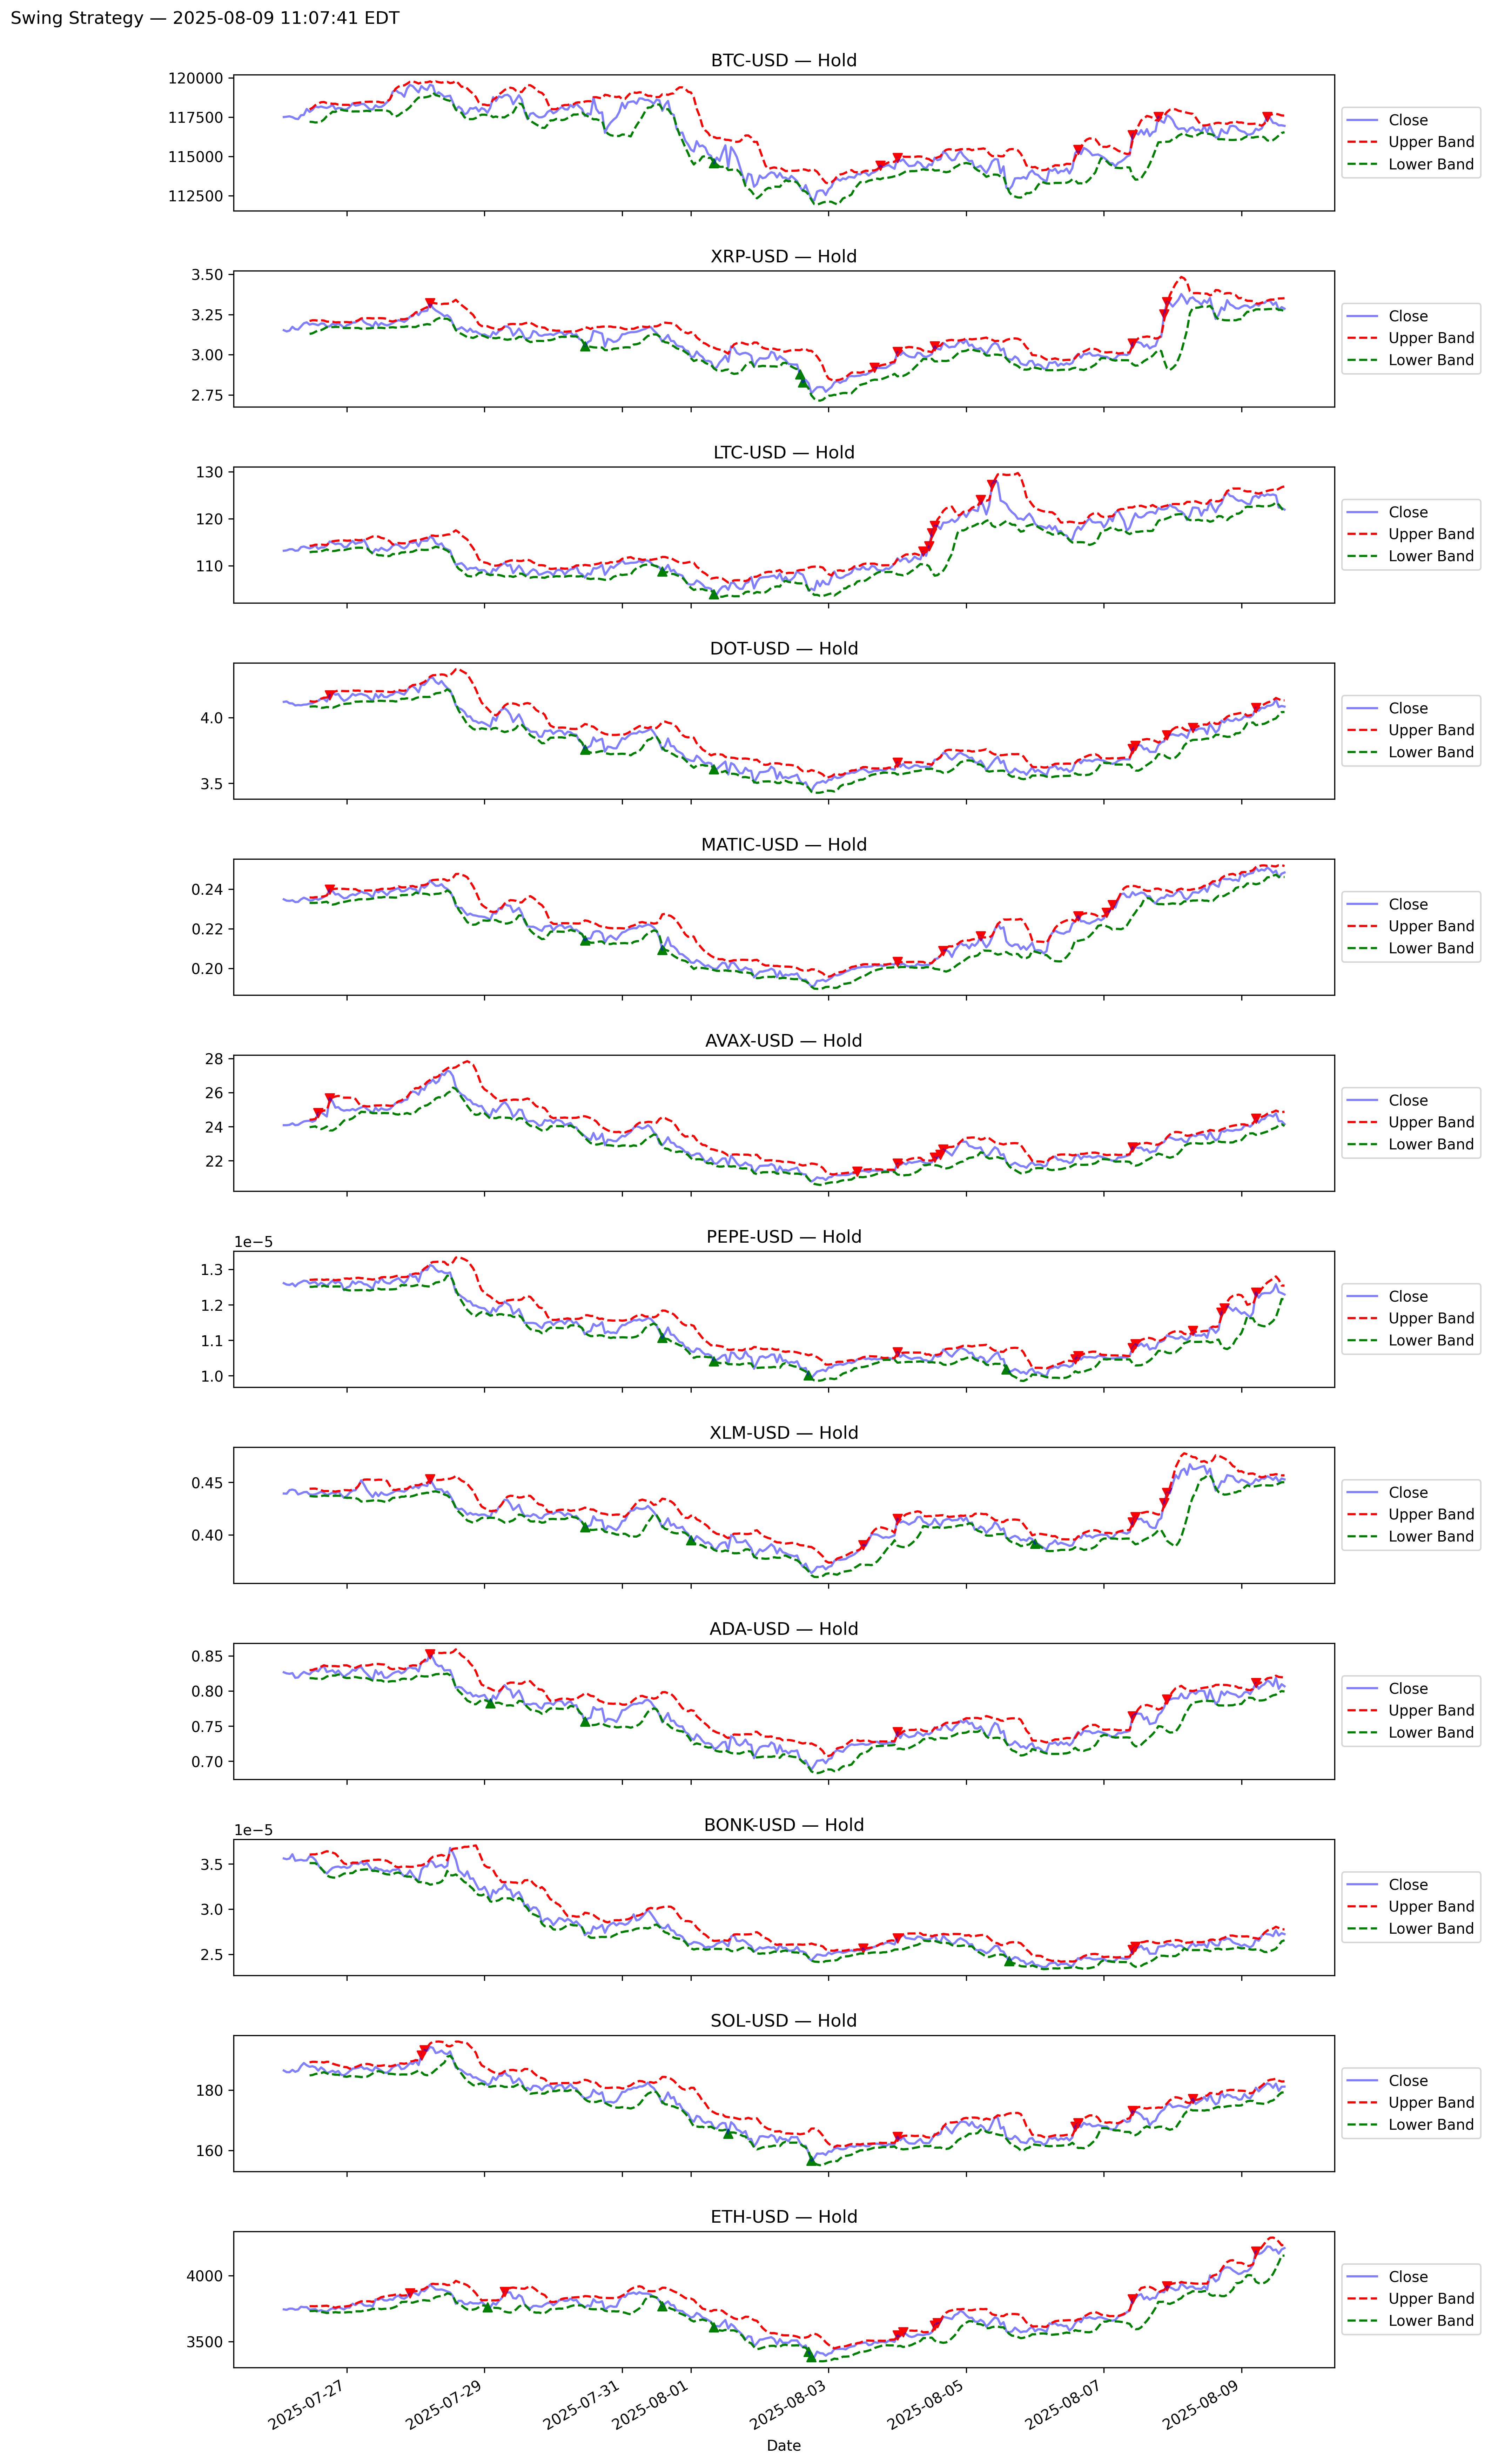 Swing Strategy — 2025-08-09 11:07:41 EDT
BTC-USD — Hold
120000
117500
115000
112500
Close
Upper Band
Lower Band
XRP-USD — Hold
3.50
3.25
3.00
2.75
Close
Upper Band
Lower Band
LTC-USD — Hold
130
120
110
Close
Upper Band
Lower Band
DOT-USD — Hold
4.0
3.5
Close
Upper Band
Lower Band
MATIC-USD — Hold
0.24
0.22
0.20
Close
Upper Band
Lower Band
AVAX-USD — Hold
28
26
24
22
Close
Upper Band
Lower Band
PEPE-USD — Hold
1e−5
1.3
1.2
1.1
1.0
Close
Upper Band
Lower Band
XLM-USD — Hold
0.45
0.40
Close
Upper Band
Lower Band
ADA-USD — Hold
0.85
0.80
0.75
0.70
Close
Upper Band
Lower Band
BONK-USD — Hold
1e−5
3.5
3.0
2.5
Close
Upper Band
Lower Band
SOL-USD — Hold
180
160
Close
Upper Band
Lower Band
ETH-USD — Hold
4000
3500
Close
Upper Band
Lower Band
2025-07-27
2025-07-29
2025-07-31
2025-08-01
2025-08-03
2025-08-05
2025-08-07
2025-08-09
Date